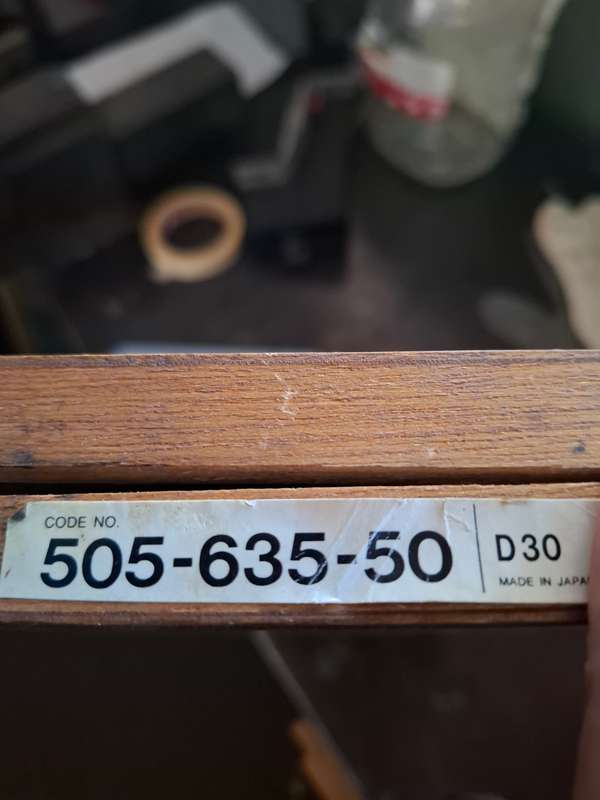 CODE NO.
505-635-50
D30
MADE IN JAPAN